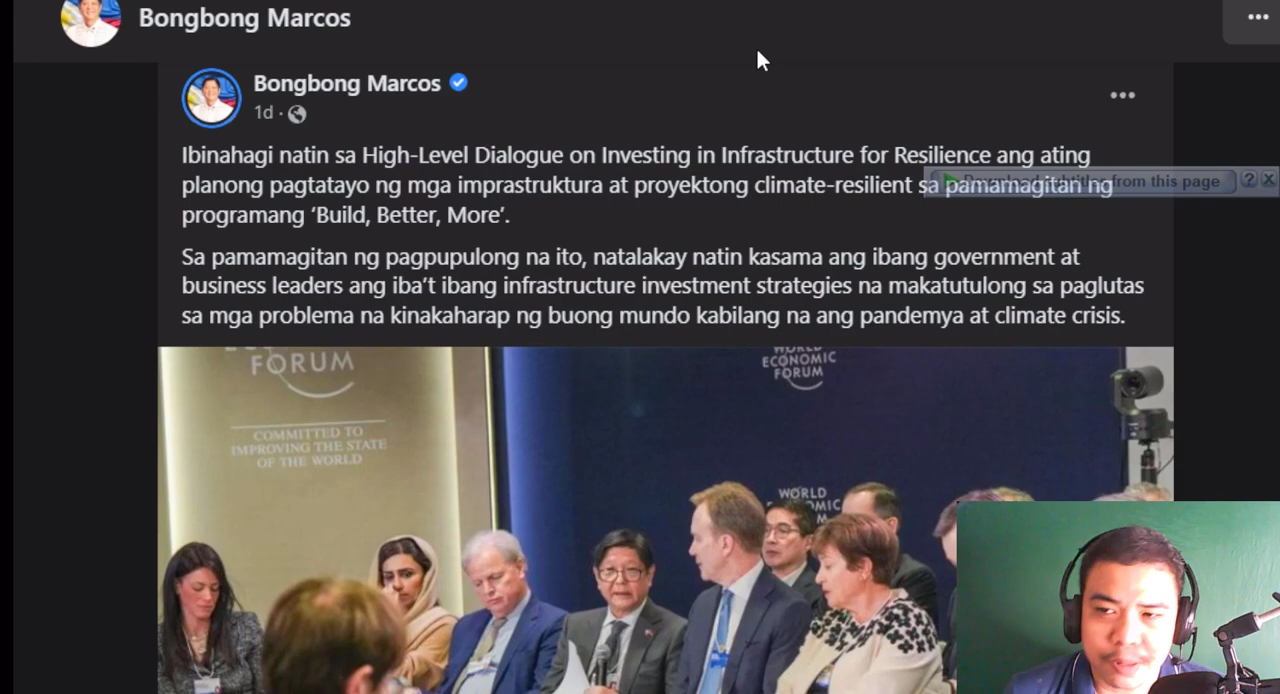 Bongbong Marcos
Bongbong Marcos
1d ·
Ibinahagi natin sa High-Level Dialogue on Investing in Infrastructure for Resilience ang ating
planong pagtatayo ng mga imprastruktura at proyektong climate-resilient sa pamamagitan ng
programang ‘Build, Better, More’.
Sa pamamagitan ng pagpupulong na ito, natalakay natin kasama ang ibang government at
business leaders ang iba’t ibang infrastructure investment strategies na makatutulong sa paglutas
sa mga problema na kinakaharap ng buong mundo kabilang na ang pandemya at climate crisis.
from this page
? X
FORUM
COMMITTED TO
IMPROVING THE STATE
OF THE WORLD
WORLD
ECONOMIC
FORUM
WORLD